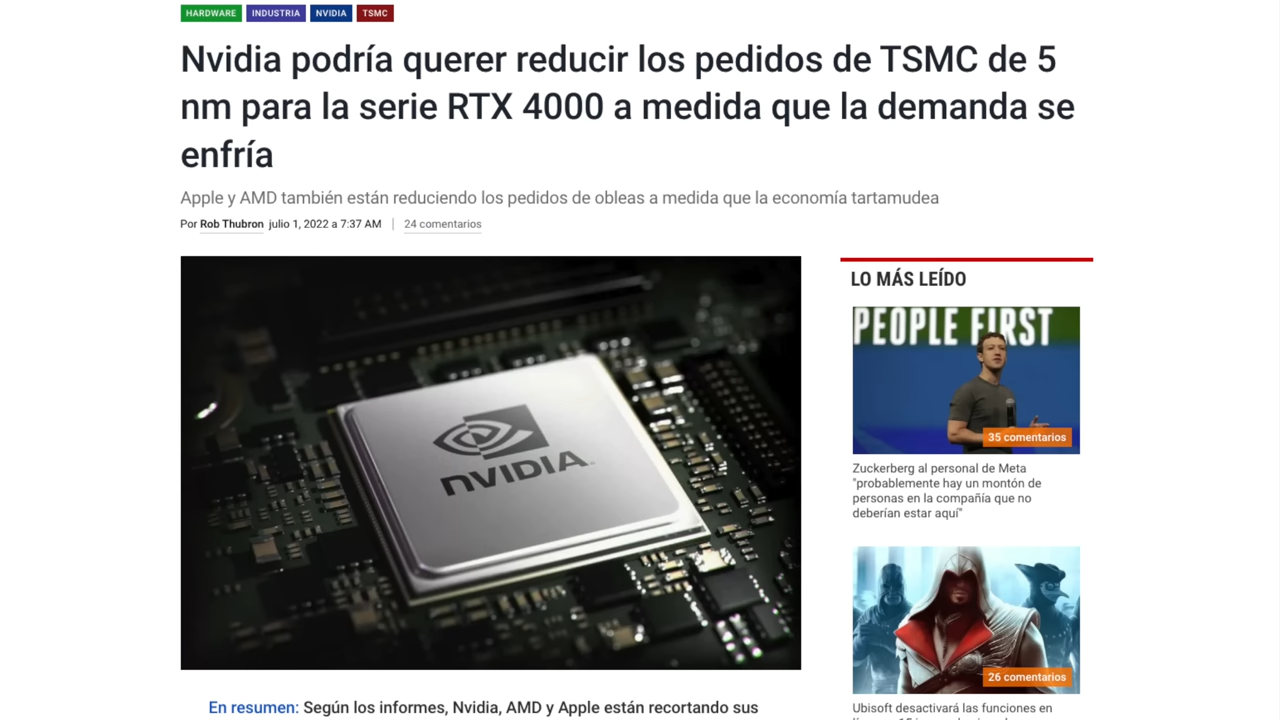 HARDWARE INDUSTRIA NVIDIA TSMC
Nvidia podría querer reducir los pedidos de TSMC de 5
nm para la serie RTX 4000 a medida que la demanda se
enfría
Apple y AMD también están reduciendo los pedidos de obleas a medida que la economía tartamudea
Por Rob Thubron julio 1, 2022 a 7:37 AM | 24 comentarios
NVIDIA
LO MÁS LEÍDO
PEOPLE FIRST
35 comentarios
Zuckerberg al personal de Meta
"probablemente hay un montón de
personas en la compañía que no
deberían estar aquí"
26 comentarios
Ubisoft desactivará las funciones en
En resumen: Según los informes, Nvidia, AMD y Apple están recortando sus